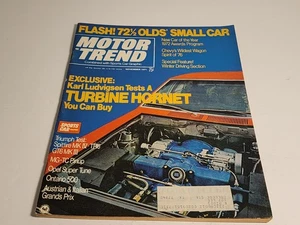 FLASH! 72½ OLDS SMALL CAR
MOTOR TREND
New Car of the Year
1972 Awards Program
Chevy's Wildest Wagon
Spirit of '76
Special Feature!
Winter Driving Section
EXCLUSIVE:
Karl Ludvigsen Tests A
TURBINE HORNET
You Can Buy
SPORTS CAR
Triumph Test:
Spitfire MK IV TR6
GT6 MK III
MG-TC Pinup
Opel Super Tune
Ontario 500
Austrian & Italian
Grands Prix